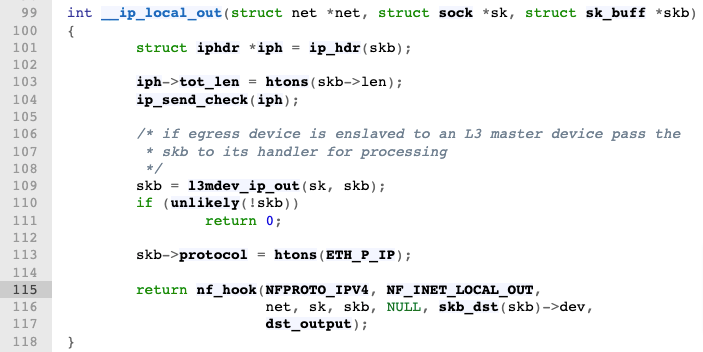 99 int __ip_local_out(struct net *net, struct sock *sk, struct sk_buff *skb)
100 {
101 struct iphdr *iph = ip_hdr(skb);
102
103 iph->tot_len = htons(skb->len);
104 ip_send_check(iph);
105
106 /* if egress device is enslaved to an L3 master device pass the
107 * skb to its handler for processing
108 */
109 skb = l3mdev_ip_out(sk, skb);
110 if (unlikely(!skb))
111 return 0;
112
113 skb->protocol = htons(ETH_P_IP);
114
115 return nf_hook(NFPROTO_IPV4, NF_INET_LOCAL_OUT,
116 net, sk, skb, NULL, skb_dst(skb)->dev,
117 dst_output);
118 }